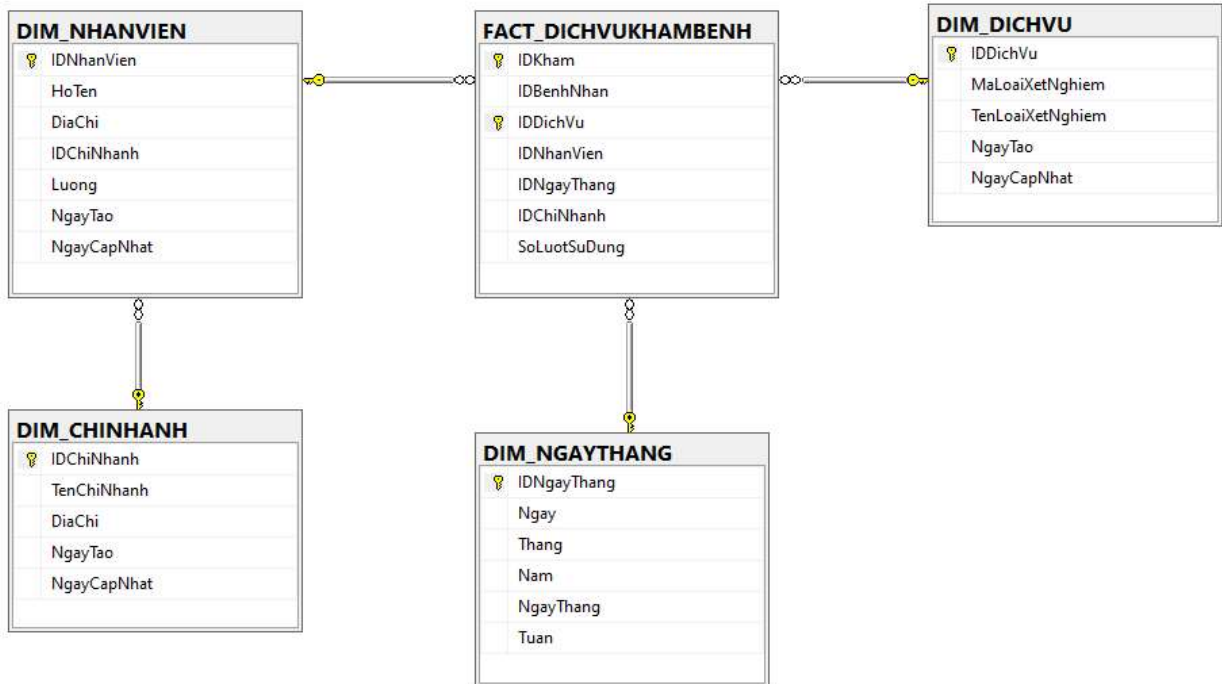 DIM_NHANVIEN
IDNhanVien
HoTen
DiaChi
IDChiNhanh
Luong
NgayTao
NgayCapNhat
FACT_DICHVUKHAMBENH
IDKham
IDBenhNhan
IDDichVu
IDNhanVien
IDNgayThang
IDChiNhanh
SoLuotSuDung
DIM_DICHVU
IDDichVu
MaLoaiXetNghiem
TenLoaiXetNghiem
NgayTao
NgayCapNhat
DIM_CHINHANH
IDChiNhanh
TenChiNhanh
DiaChi
NgayTao
NgayCapNhat
DIM_NGAYTHANG
IDNgayThang
Ngay
Thang
Nam
NgayThang
Tuan